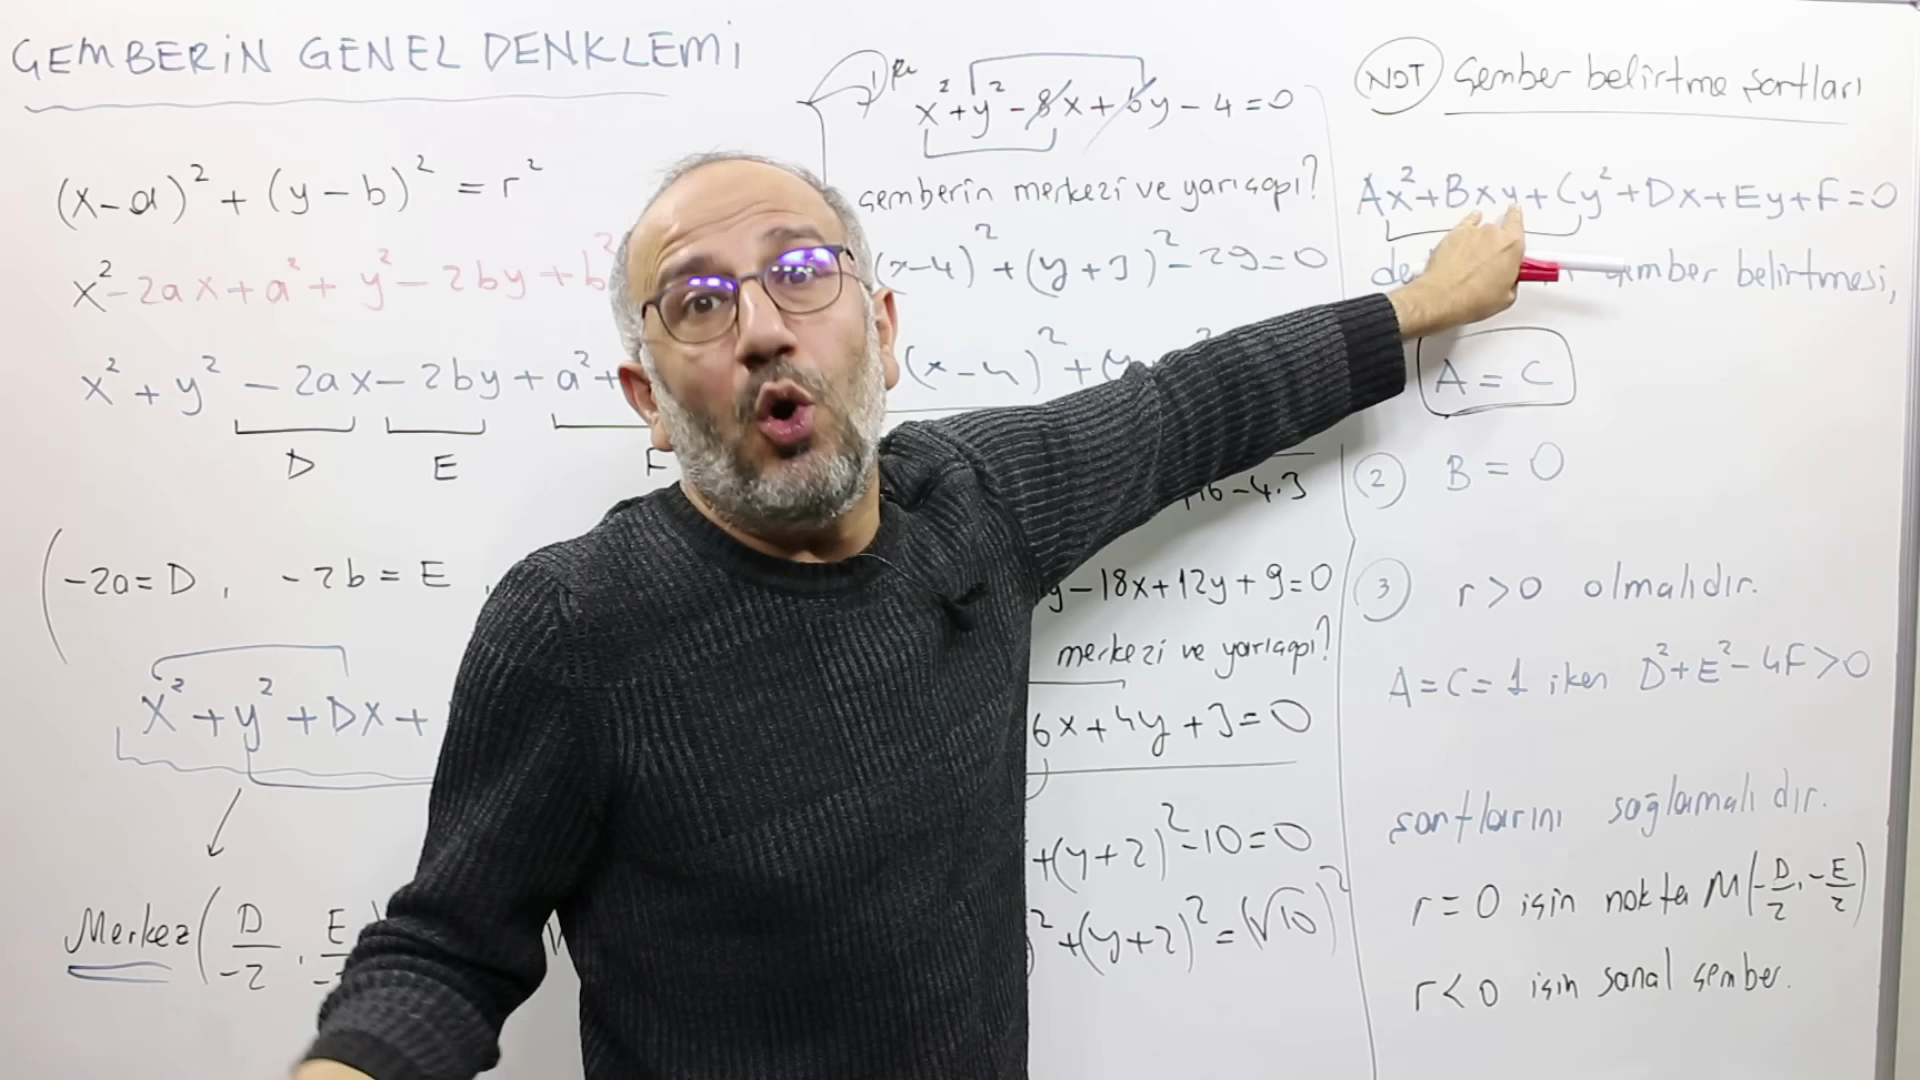 ÇEMBERİN GENEL DENKLEMİ
(x-a)² + (y-b)² = r²
x² - 2ax + a² + y² - 2by + b²
x² + y² - 2ax - 2by + a² +
D E F
-2a = D , -2b = E
x² + y² + Dx +
Merkez ( D/-2 , E/
x² + y² - 8x + 6y - 4 = 0
çemberin merkezi ve yarıçapı?
(x-4)² + (y+3)² - 29 = 0
(x-4)² + (y
16 - 4.3
y - 18x + 12y + 9 = 0
merkezi ve yarıçapı?
6x + 4y + 3 = 0
+ (y+2)² - 10 = 0
² + (y+2)² = (√10)²
NOT Çember belirtme şartları
Ax² + Bxy + Cy² + Dx + Ey + F = 0
çember belirtmesi,
A = C
2 B = 0
3 r > 0 olmalıdır.
A = C = 1 iken D² + E² - 4F > 0
şartlarını sağlamalıdır.
r = 0 için nokta M(-D/2, -E/2)
r < 0 için sanal çember.